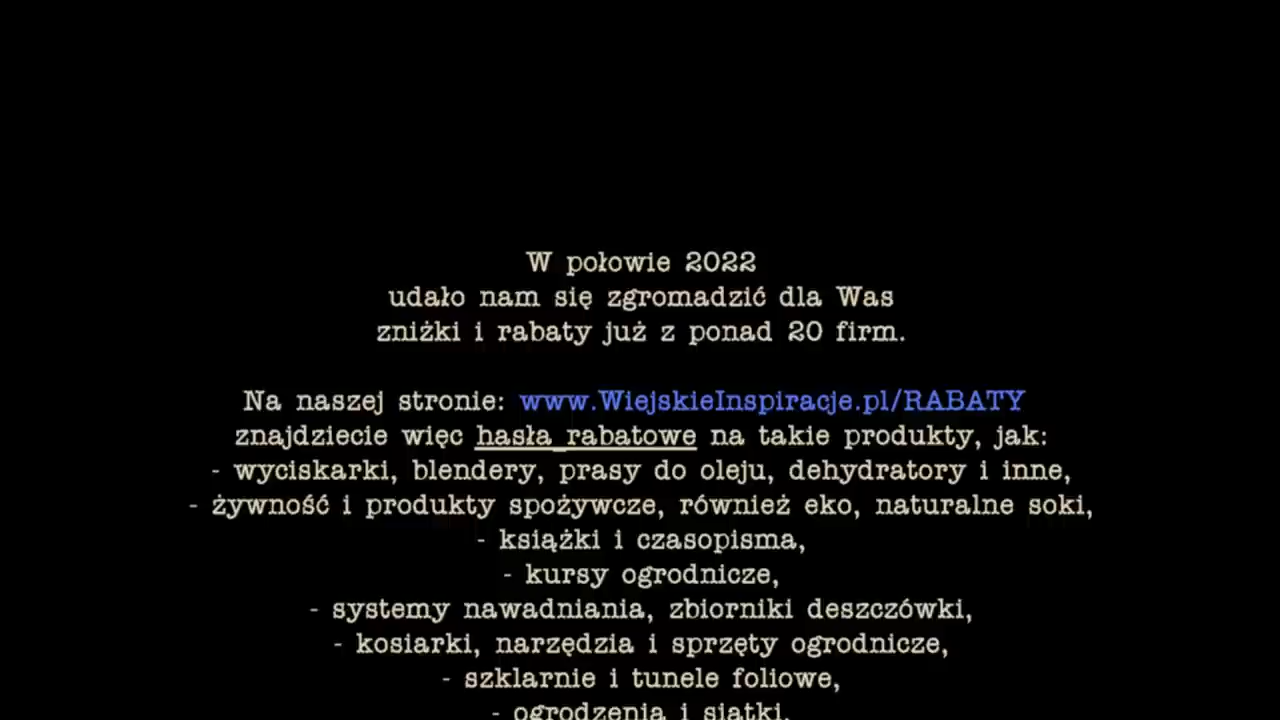 W połowie 2022
udało nam się zgromadzić dla Was
zniżki i rabaty już z ponad 20 firm.
Na naszej stronie: www.WiejskieInspiracje.pl/RABATY
znajdziecie więc hasła rabatowe na takie produkty, jak:
- wyciskarki, blendery, prasy do oleju, dehydratory i inne,
- żywność i produkty spożywcze, również eko, naturalne soki,
- książki i czasopisma,
- kursy ogrodnicze,
- systemy nawadniania, zbiorniki deszczówki,
- kosiarki, narzędzia i sprzęty ogrodnicze,
- szklarnie i tunele foliowe,
- ogrodzenia i siatki,